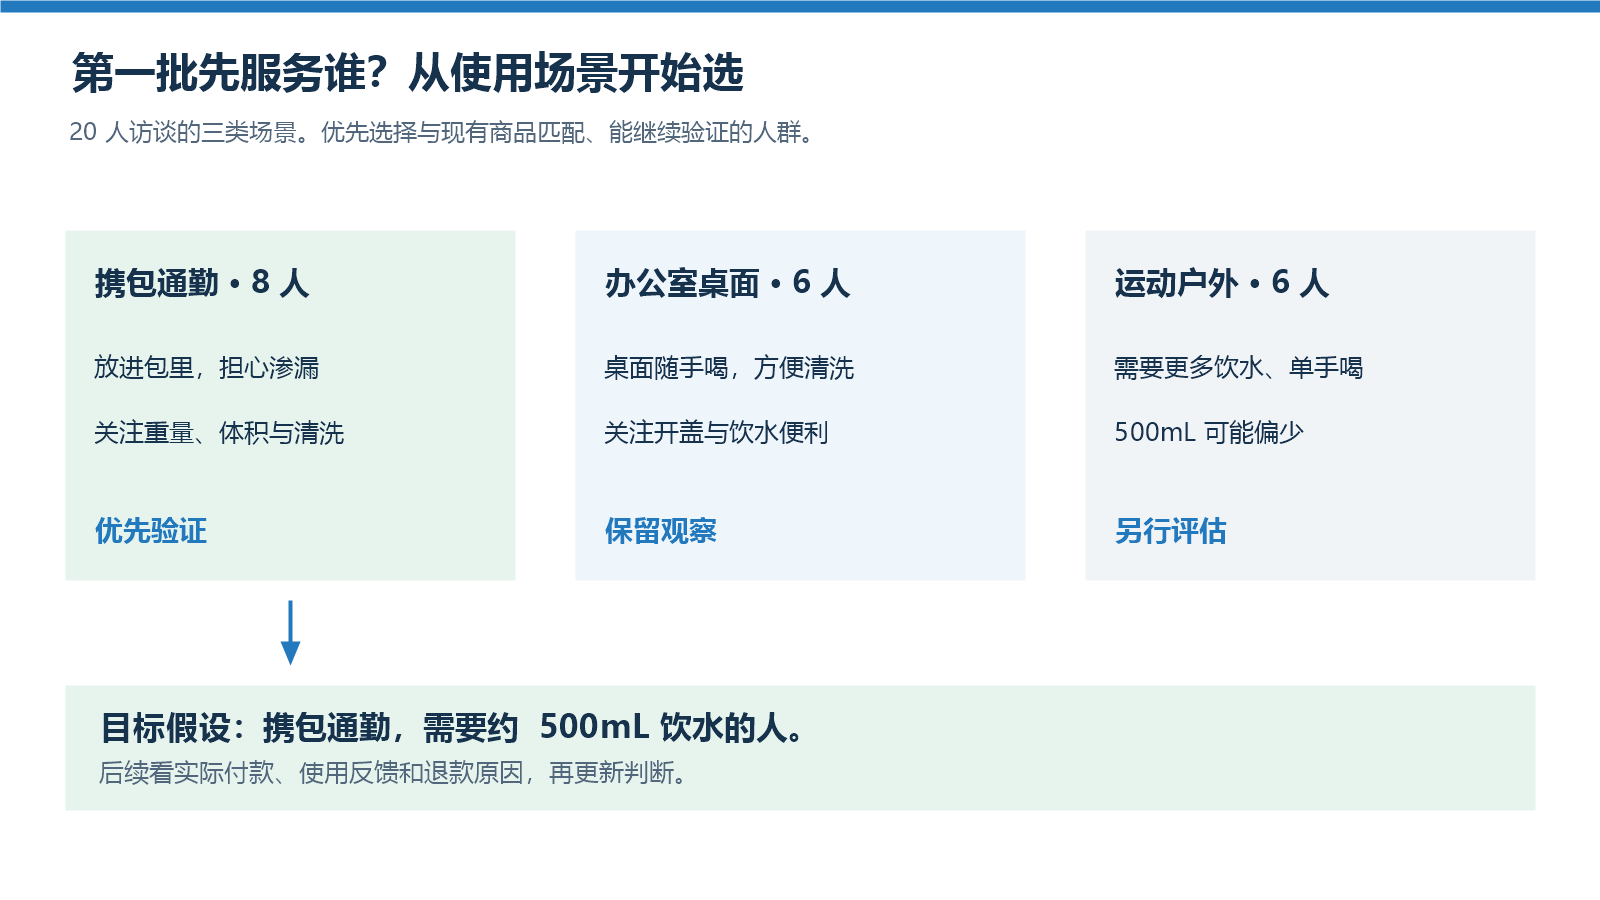 第一批先服务谁？从使用场景开始选
20 人访谈的三类场景。优先选择与现有商品匹配、能继续验证的人群。
携包通勤 • 8 人
放进包里，担心渗漏
关注重量、体积与清洗
优先验证
办公室桌面 • 6 人
桌面随手喝，方便清洗
关注开盖与饮水便利
保留观察
运动户外 • 6 人
需要更多饮水、单手喝
500mL 可能偏少
另行评估
目标假设：携包通勤，需要约 500mL 饮水的人。
后续看实际付款、使用反馈和退款原因，再更新判断。